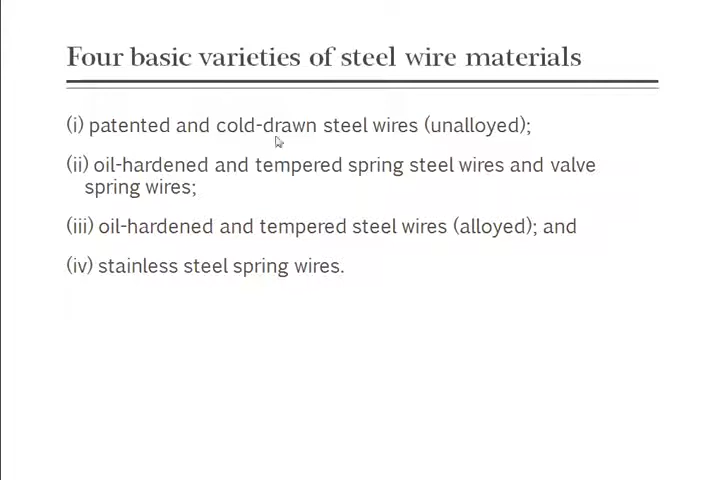 Four basic varieties of steel wire materials
(i) patented and cold-drawn steel wires (unalloyed);
(ii) oil-hardened and tempered spring steel wires and valve
spring wires;
(iii) oil-hardened and tempered steel wires (alloyed); and
(iv) stainless steel spring wires.